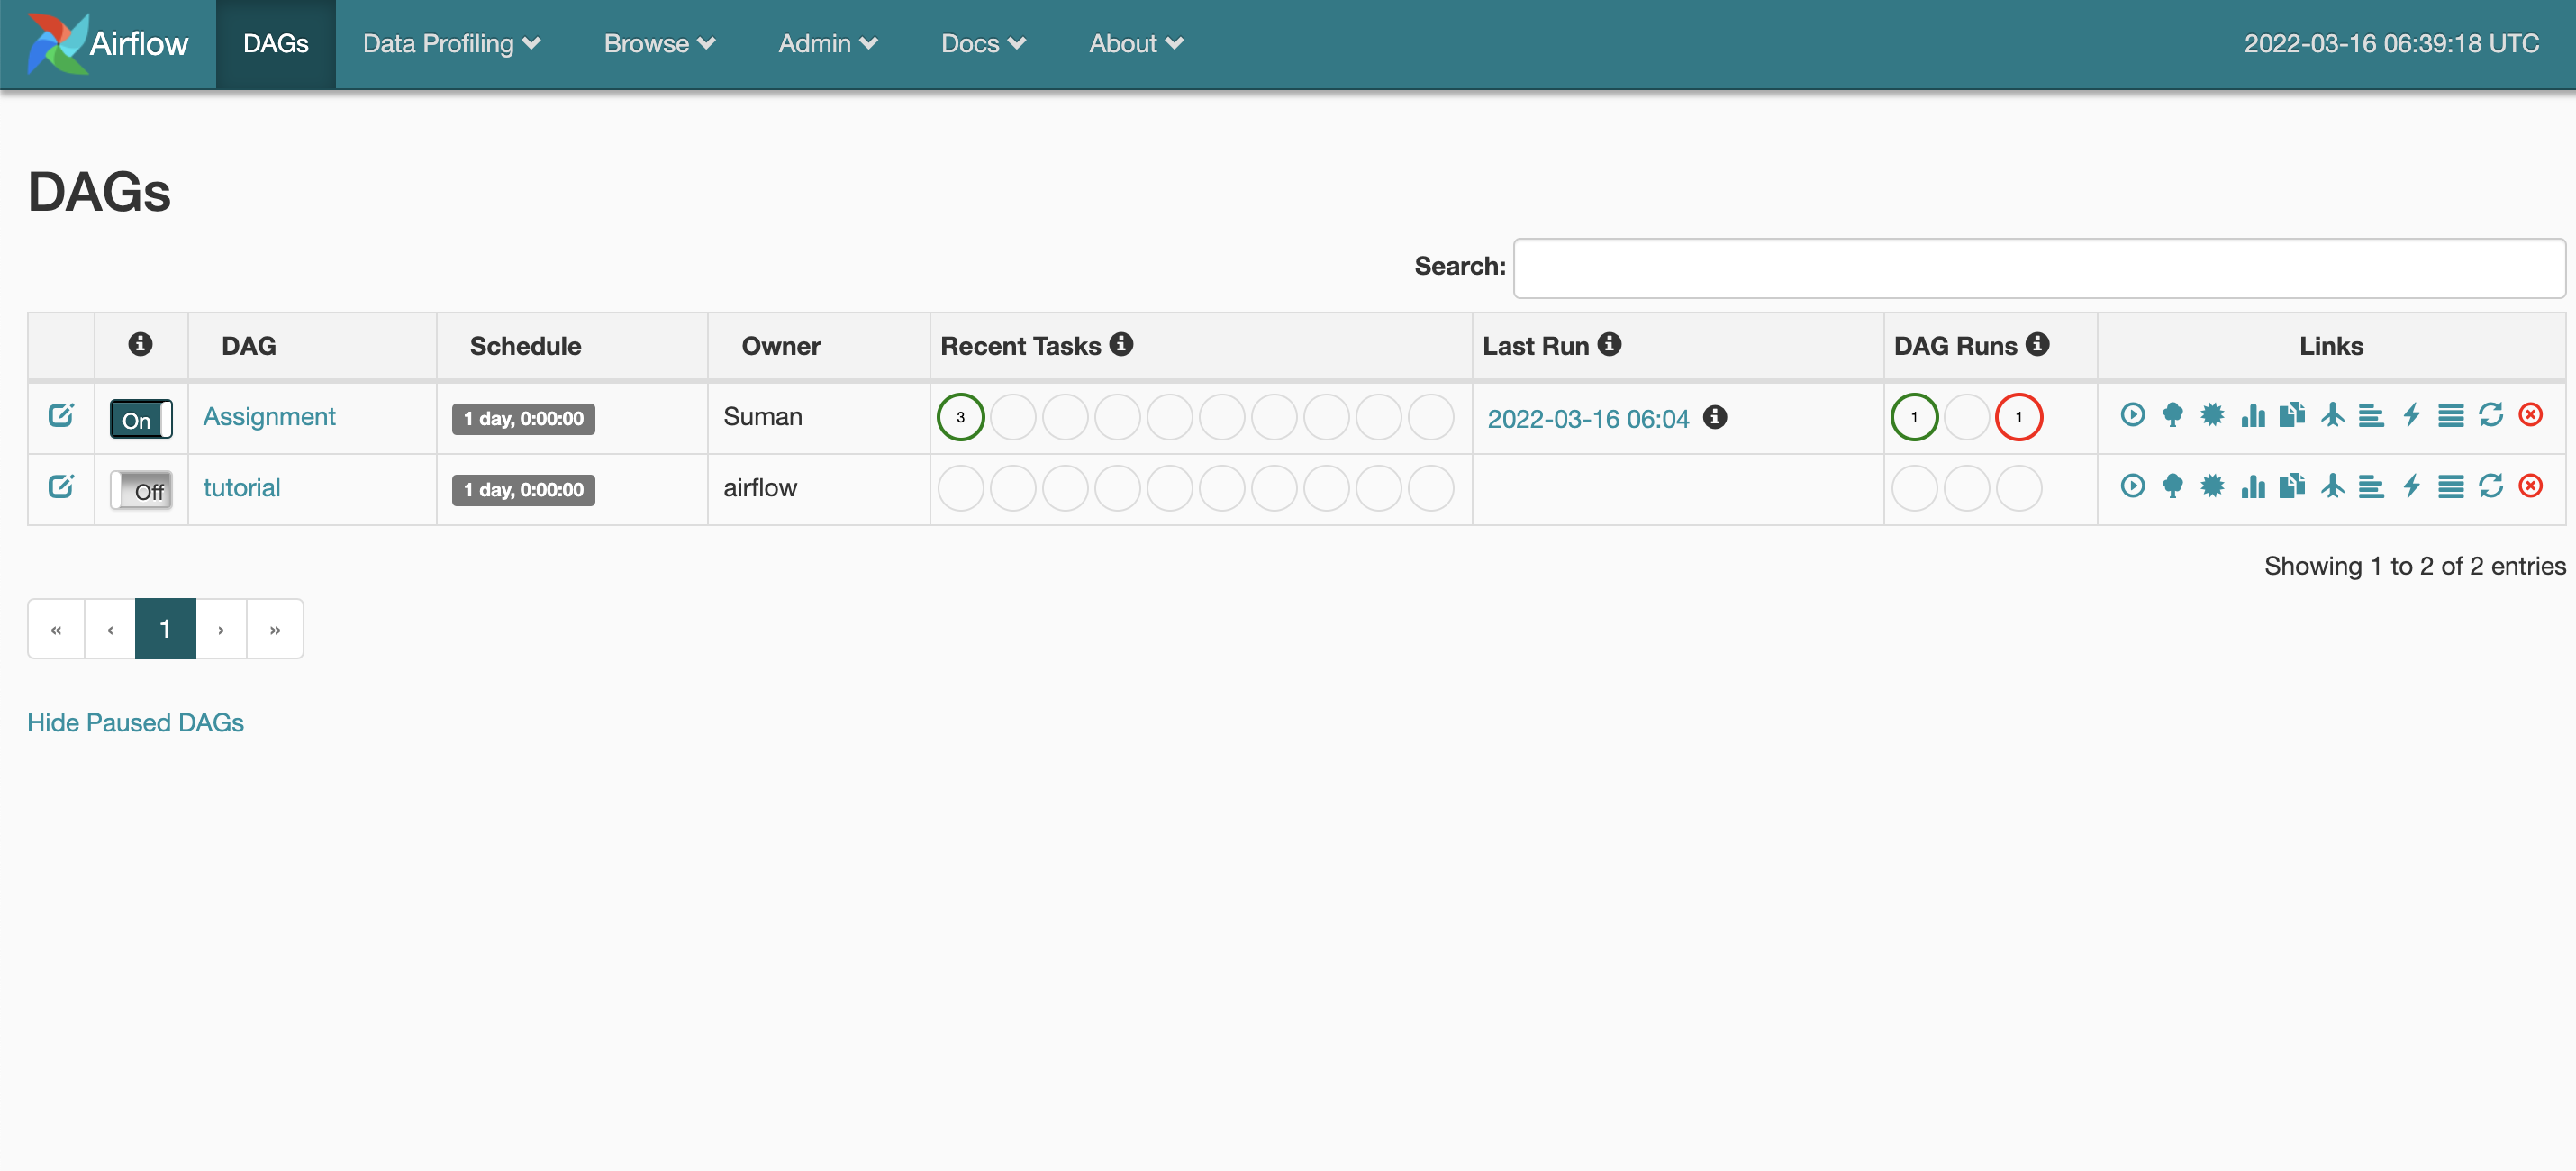 Airflow DAGs Data Profiling Browse Admin Docs About 2022-03-16 06:39:18 UTC
DAGs
Search:
DAG Schedule Owner Recent Tasks Last Run DAG Runs Links
On Assignment 1 day, 0:00:00 Suman 3 2022-03-16 06:04 1 1
Off tutorial 1 day, 0:00:00 airflow
Showing 1 to 2 of 2 entries
« ‹ 1 › »
Hide Paused DAGs